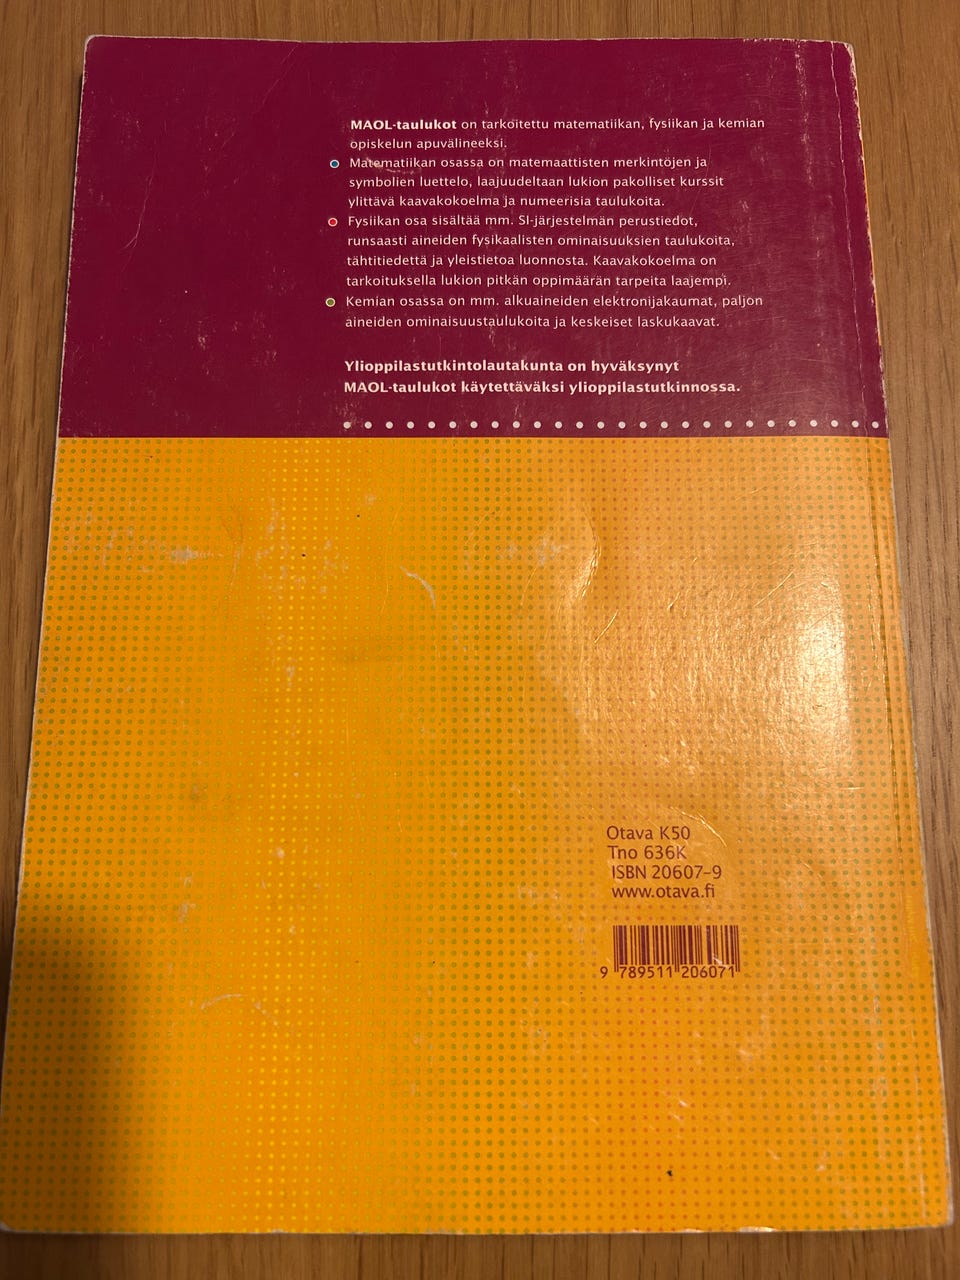 MAOL-taulukot on tarkoitettu matematiikan, fysiikan ja kemian
opiskelun apuvälineeksi.
Matematiikan osassa on matemaattisten merkintöjen ja
symbolien luettelo, laajuudeltaan lukion pakolliset kurssit
ylittävä kaavakokoelma ja numeerisia taulukoita.
Fysiikan osa sisältää mm. SI-järjestelmän perustiedot,
runsaasti aineiden fysikaalisten ominaisuuksien taulukoita,
tähtitiedettä ja yleistietoa luonnosta. Kaavakokoelma on
tarkoituksella lukion pitkän oppimäärän tarpeita laajempi.
Kemian osassa on mm. alkuaineiden elektronijakaumat, paljon
aineiden ominaisuustaulukoita ja keskeiset laskukaavat.
Ylioppilastutkintolautakunta on hyväksynyt
MAOL-taulukot käytettäväksi ylioppilastutkinnossa.
Otava K50
Tno 636K
ISBN 20607-9
www.otava.fi
9 789511 206071